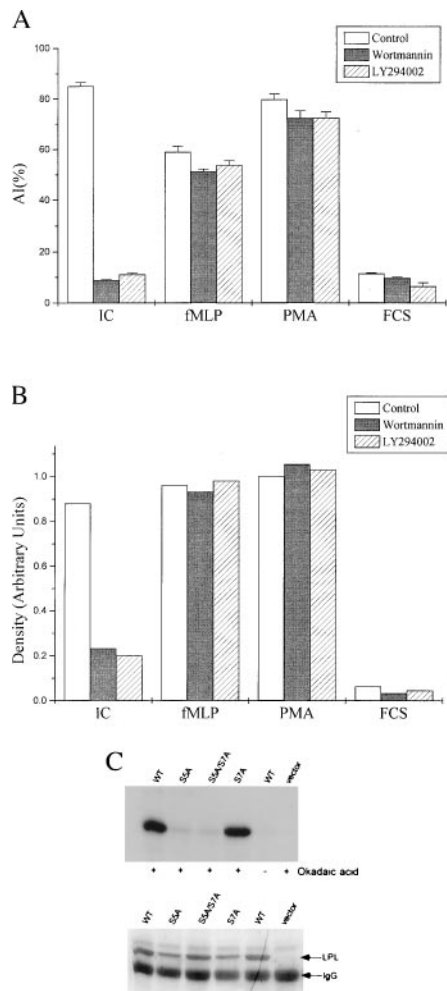 A
Control
Wortmannin
LY294002
AI(%)
100
80
60
40
20
0
IC fMLP PMA FCS
B
Control
Wortmannin
LY294002
Density (Arbitrary Units)
1.0
0.8
0.6
0.4
0.2
0.0
IC fMLP PMA FCS
C
WT S5A S5A/S7A S7A WT vector
+ + + + - + Okadaic acid
WT S5A S5A/S7A S7A WT vector
LPL
IgG